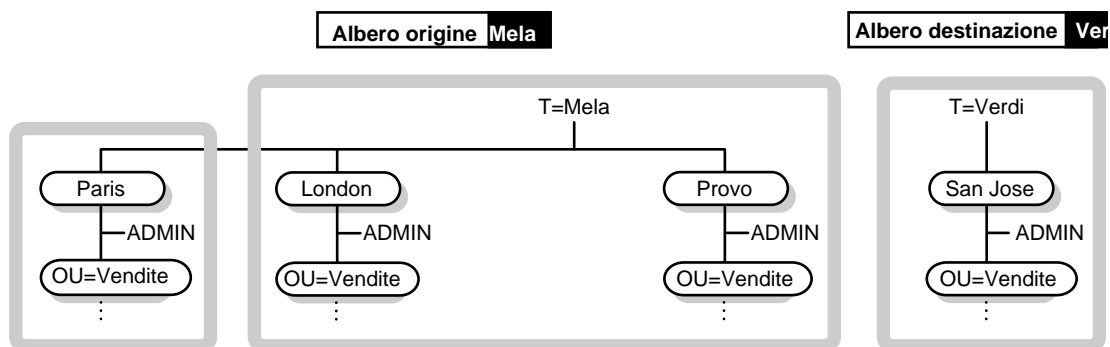 Albero origine Mela
Albero destinazione
T=Mela
T=Verdi
Paris
London
Provo
San Jose
ADMIN
ADMIN
ADMIN
ADMIN
OU=Vendite
OU=Vendite
OU=Vendite
OU=Vendite